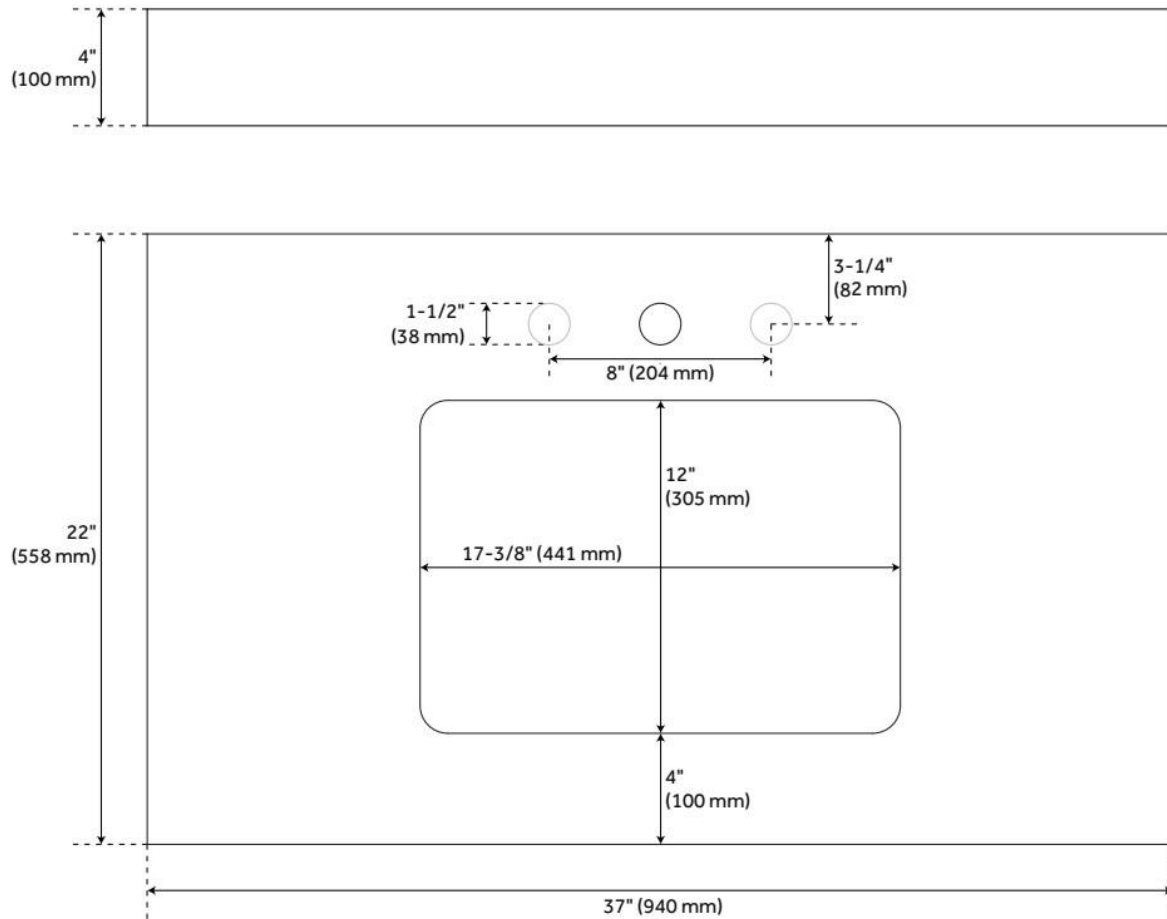 4"
(100 mm)
3-1/4"
(82 mm)
1-1/2"
(38 mm)
8" (204 mm)
12"
(305 mm)
22"
(558 mm)
17-3/8" (441 mm)
4"
(100 mm)
37" (940 mm)